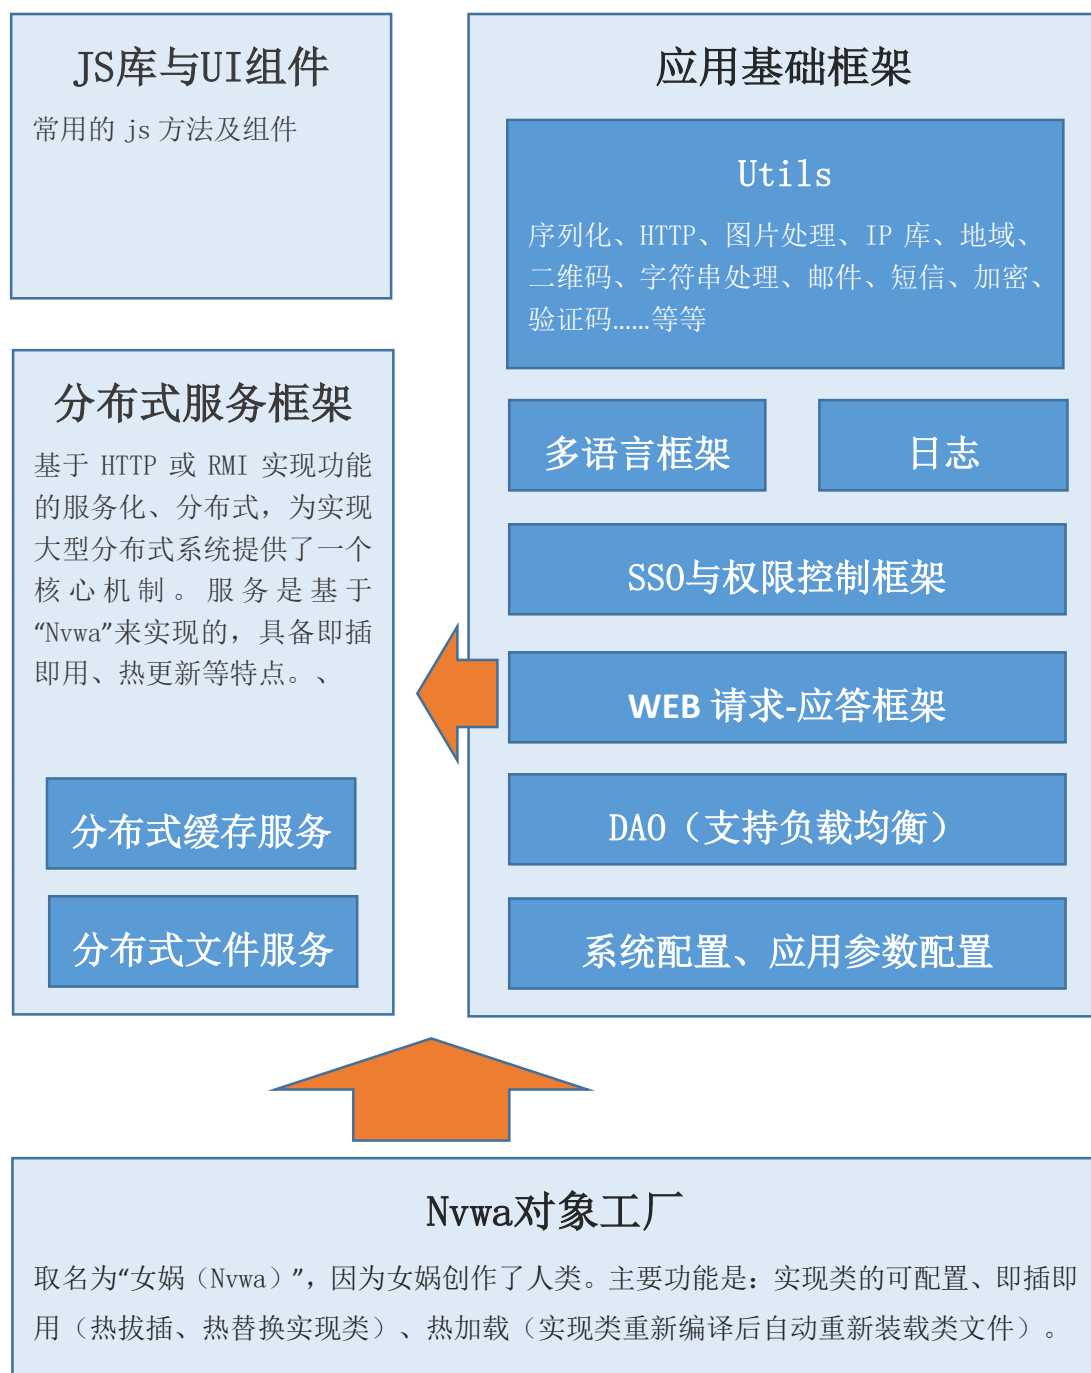 JS库与UI组件
常用的 js 方法及组件
分布式服务框架
基于 HTTP 或 RMI 实现功能
的服务化、分布式，为实现
大型分布式系统提供了一个
核心机制。服务是基于
“Nvwa”来实现的，具备即插
即用、热更新等特点。、
分布式缓存服务
分布式文件服务
应用基础框架
Utils
序列化、HTTP、图片处理、IP 库、地域、
二维码、字符串处理、邮件、短信、加密、
验证码……等等
多语言框架
日志
SSO与权限控制框架
WEB 请求-应答框架
DAO（支持负载均衡）
系统配置、应用参数配置
Nvwa对象工厂
取名为“女娲（Nvwa）”，因为女娲创作了人类。主要功能是：实现类的可配置、即插即
用（热拔插、热替换实现类）、热加载（实现类重新编译后自动重新装载类文件）。